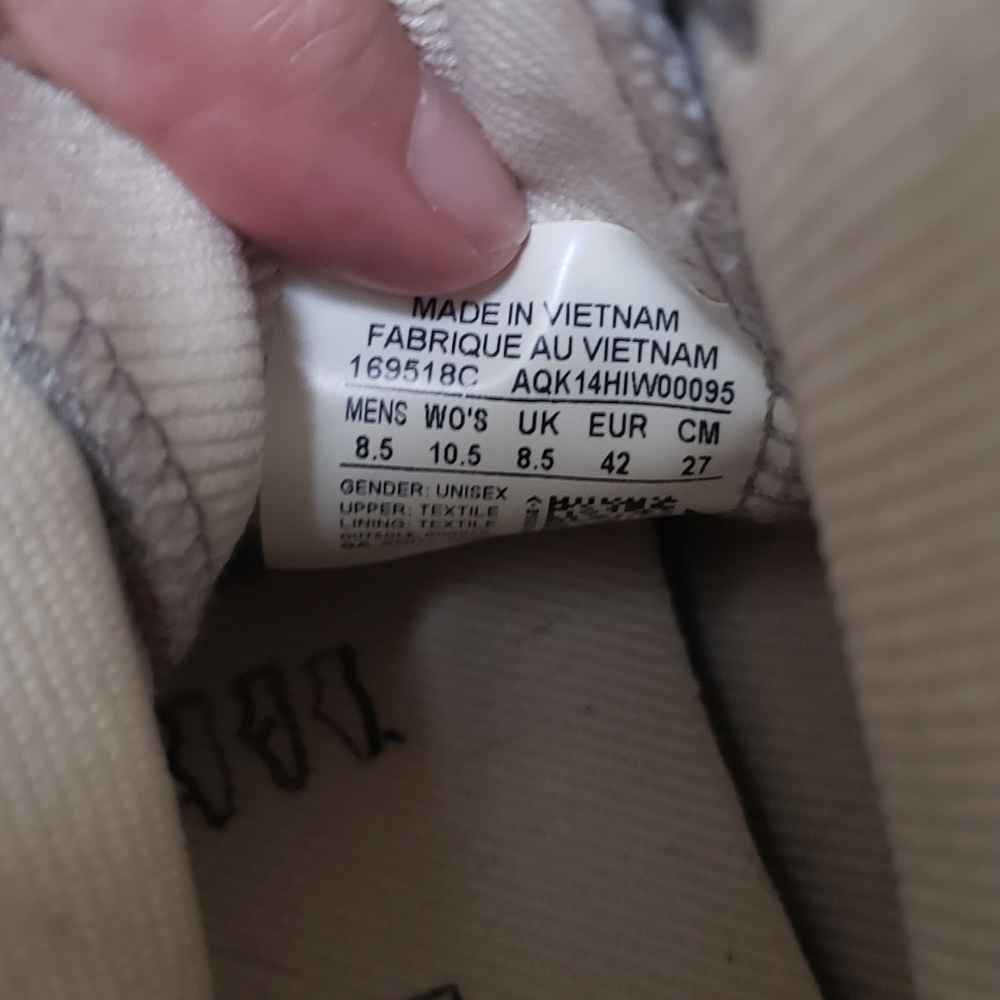 MADE IN VIETNAM
FABRIQUE AU VIETNAM
169518C AQK14HIW00095
MENS WO'S UK EUR CM
8.5 10.5 8.5 42 27
GENDER: UNISEX
UPPER: TEXTILE
LINING: TEXTILE
OUTSOLE: